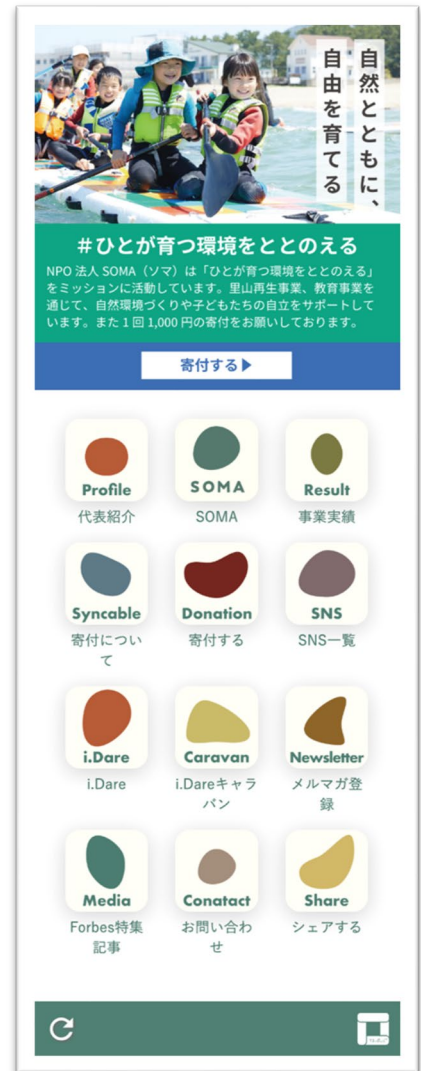 自然とともに、
自由を育てる
#ひとが育つ環境をととのえる
NPO 法人 SOMA（ソマ）は「ひとが育つ環境をととのえる」
をミッションに活動しています。里山再生事業、教育事業を
通じて、自然環境づくりや子どもたちの自立をサポートして
います。また 1 回 1,000 円の寄付をお願いしております。
寄付する▶
Profile
SOMA
Result
代表紹介
SOMA
事業実績
Syncable
Donation
SNS
寄付につい
て
寄付する
SNS一覧
i.Dare
Caravan
Newsletter
i.Dare
i.Dareキャラ
バン
メルマガ登
録
Media
Conatact
Share
Forbes特集
記事
お問い合わ
せ
シェアする